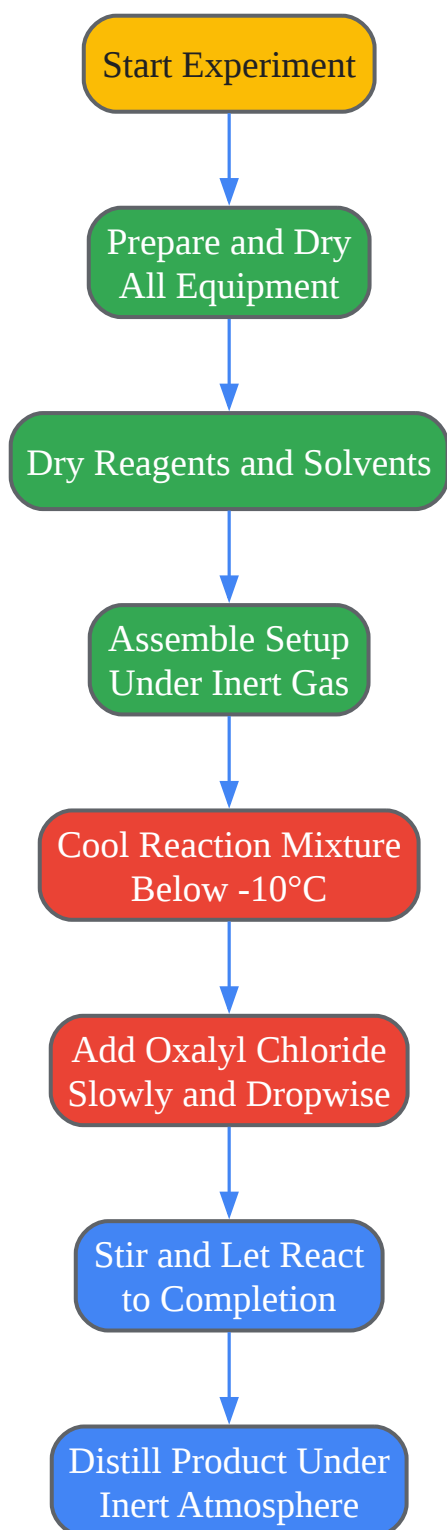 Start Experiment
Prepare and Dry
All Equipment
Dry Reagents and Solvents
Assemble Setup
Under Inert Gas
Cool Reaction Mixture
Below -10°C
Add Oxalyl Chloride
Slowly and Dropwise
Stir and Let React
to Completion
Distill Product Under
Inert Atmosphere